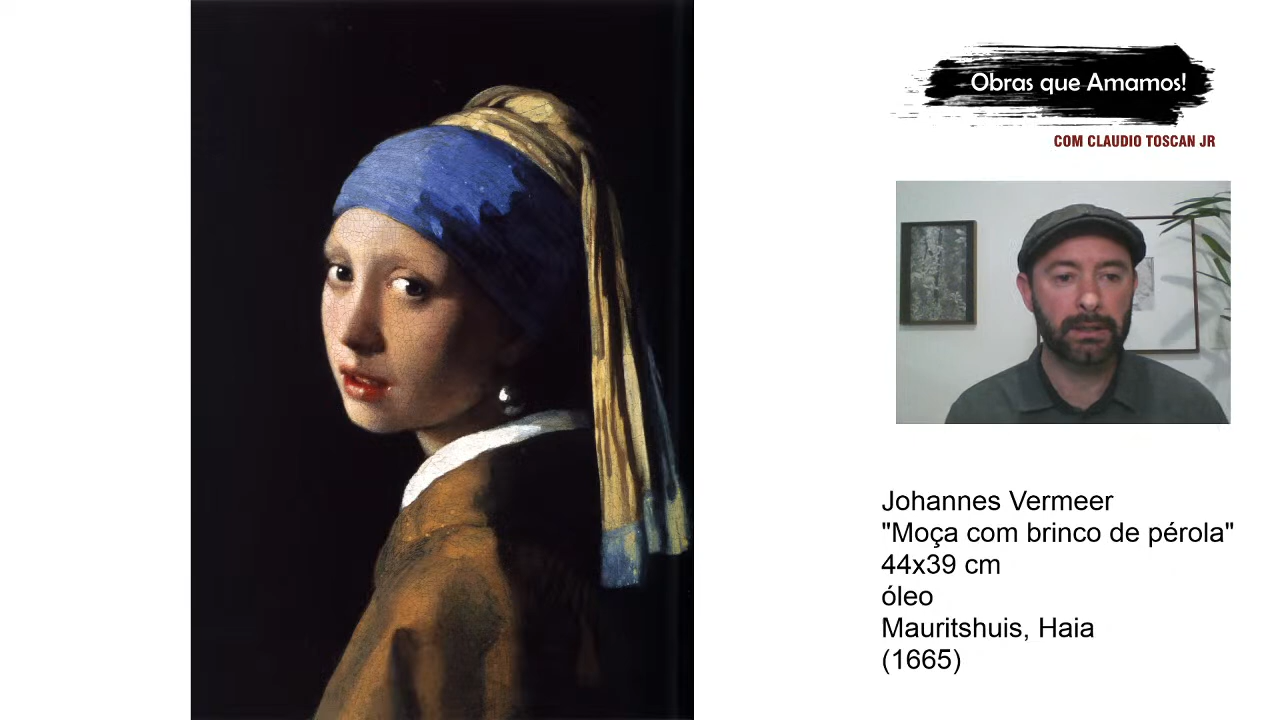 Obras que Amamos!
COM CLAUDIO TOSCAN JR
Johannes Vermeer
"Moça com brinco de pérola"
44x39 cm
óleo
Mauritshuis, Haia
(1665)